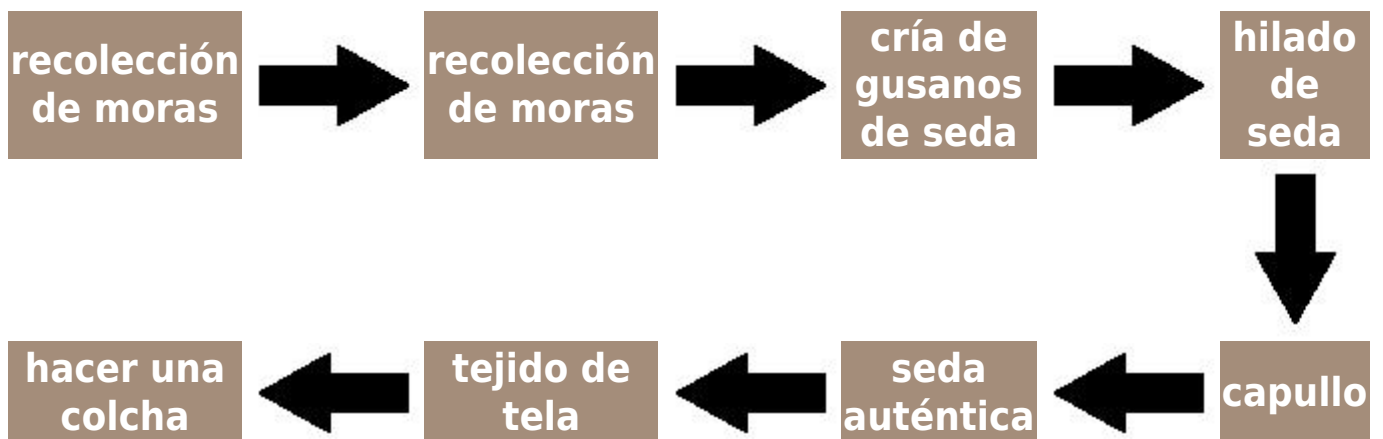 recolección
de moras
recolección
de moras
cría de
gusanos
de seda
hilado
de
seda
capullo
seda
auténtica
tejido de
tela
hacer una
colcha